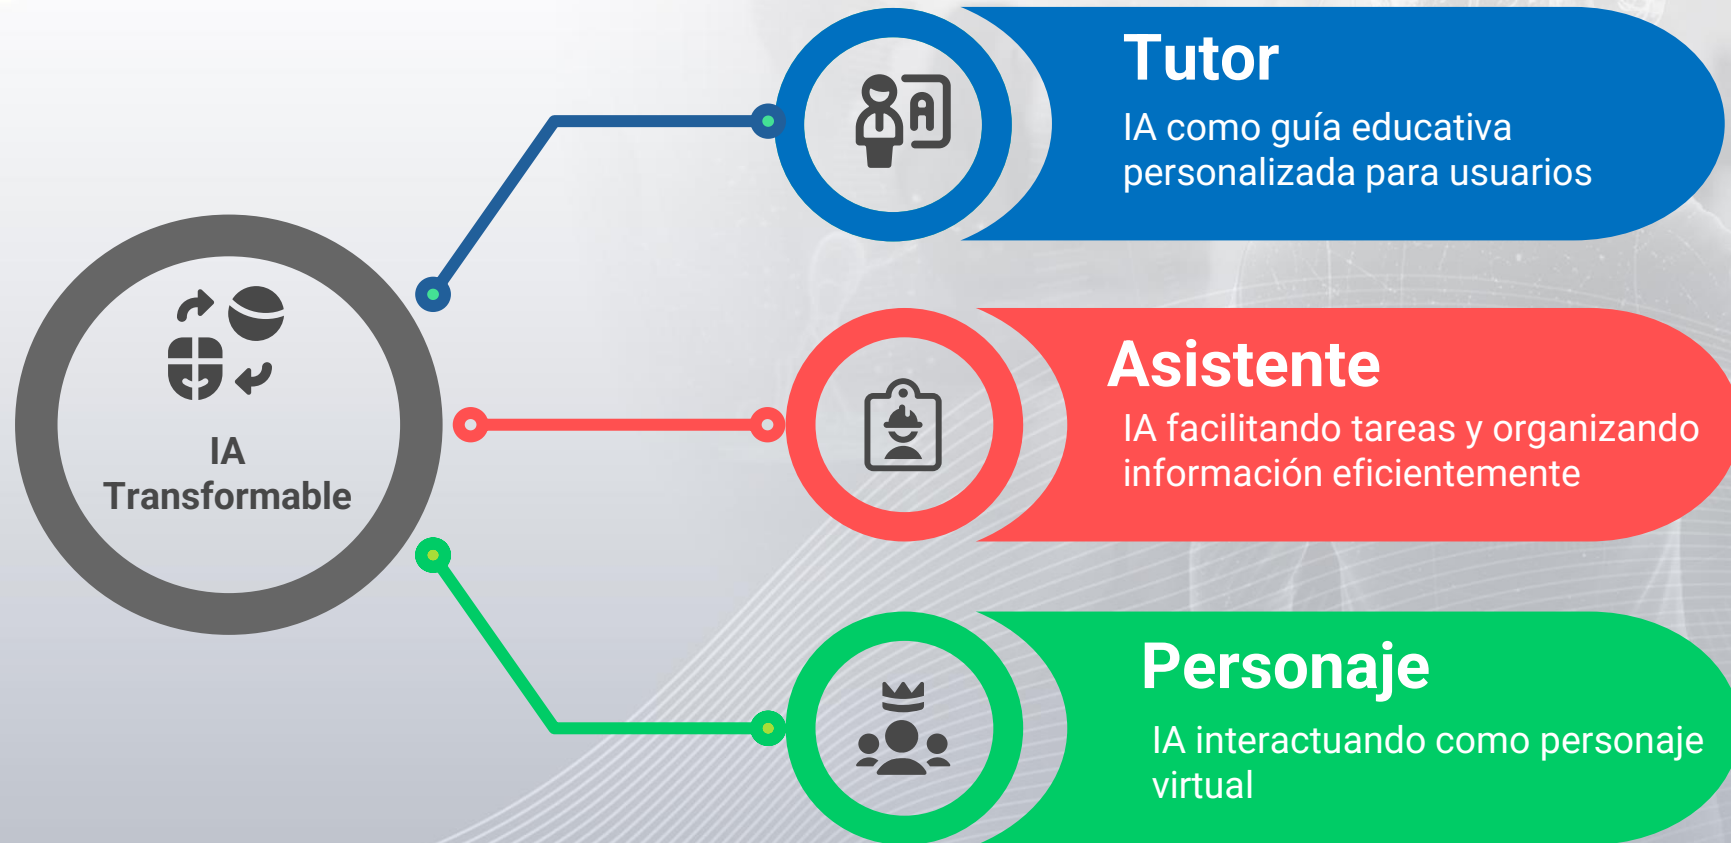 Tutor
IA como guía educativa
personalizada para usuarios
IA
Transformable
Asistente
IA facilitando tareas y organizando
información eficientemente
Personaje
IA interactuando como personaje
virtual